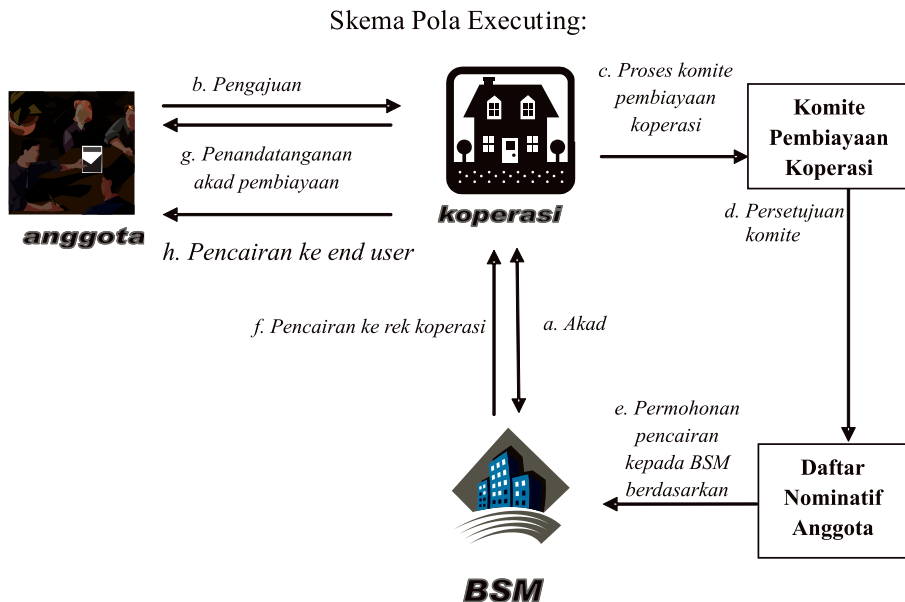 Skema Pola Executing:
b. Pengajuan
g. Penandatanganan
akad pembiayaan
anggota
h. Pencairan ke end user
koperasi
c. Proses komite
pembiayaan
koperasi
Komite
Pembiayaan
Koperasi
d. Persetujuan
komite
f. Pencairan ke rek koperasi
a. Akad
e. Permohonan
pencairan
kepada BSM
berdasarkan
Daftar
Nominatif
Anggota
BSM